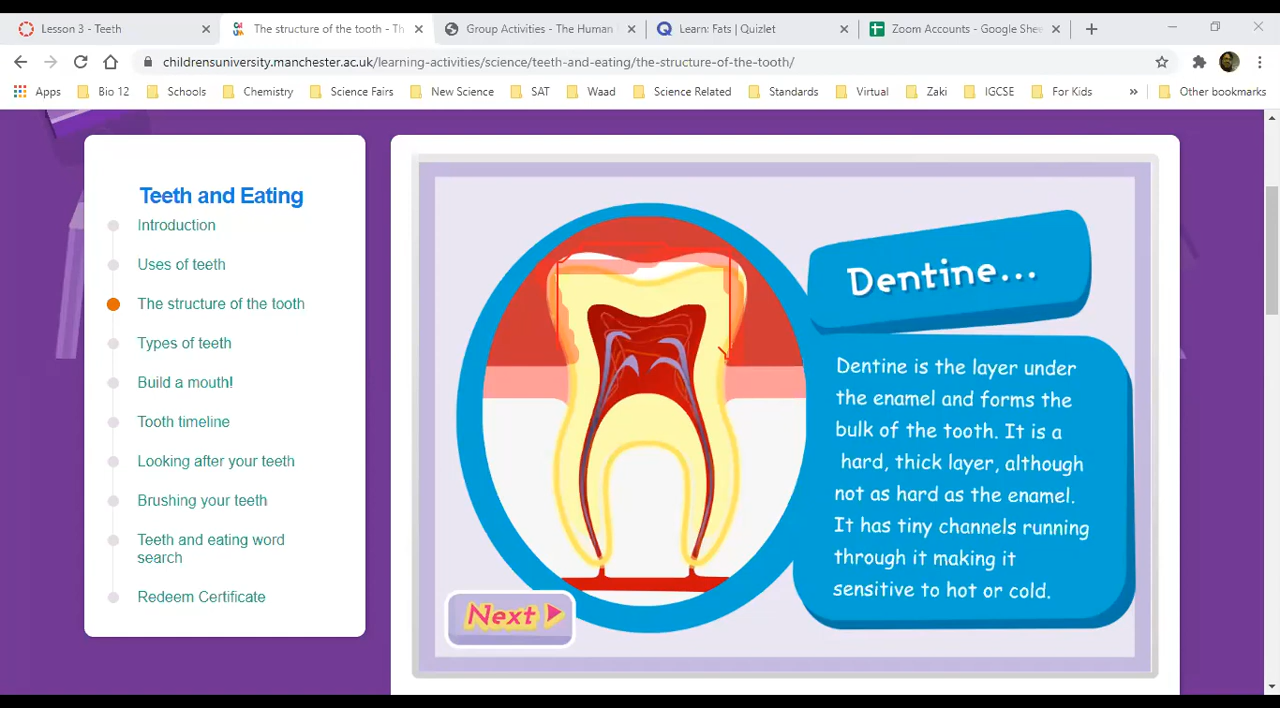 Lesson 3 - Teeth
The structure of the tooth - Th
Group Activities - The Human
Learn: Fats | Quizlet
Zoom Accounts - Google Shee
childrensuniversity.manchester.ac.uk/learning-activities/science/teeth-and-eating/the-structure-of-the-tooth/
Apps Bio 12 Schools Chemistry Science Fairs New Science SAT Waad Science Related Standards Virtual Zaki IGCSE For Kids » Other bookmarks
Teeth and Eating
Introduction
Uses of teeth
The structure of the tooth
Types of teeth
Build a mouth!
Tooth timeline
Looking after your teeth
Brushing your teeth
Teeth and eating word
search
Redeem Certificate
Dentine...
Dentine is the layer under
the enamel and forms the
bulk of the tooth. It is a
hard, thick layer, although
not as hard as the enamel.
It has tiny channels running
through it making it
sensitive to hot or cold.
Next